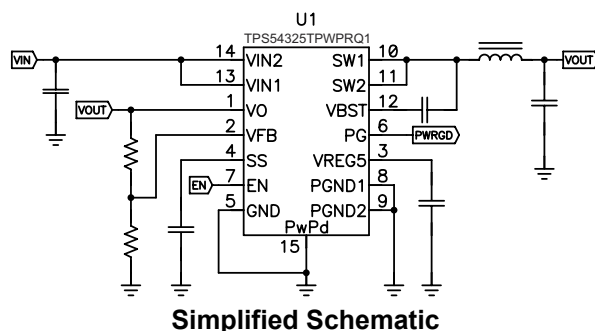 U1
TPS54325TPWPRQ1
VIN
14 VIN2 SW1 10
13 VIN1 SW2 11
VOUT
VOUT 1 VO VBST 12
2 VFB PG 6 PWRGD
4 SS VREG5 3
EN 7 EN PGND1 8
5 GND PGND2 9
PwPd
15
Simplified Schematic